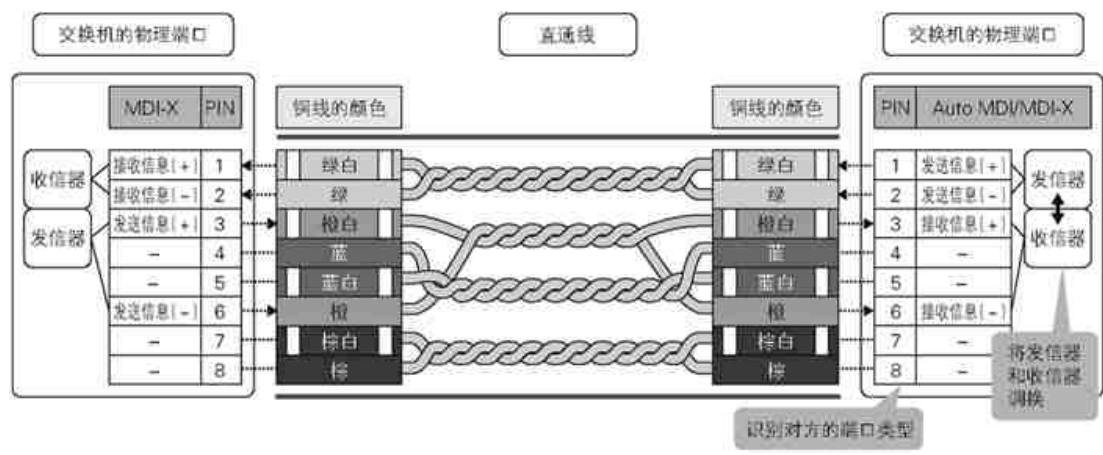 交换机的物理端口
直通线
交换机的物理端口
MDI-X PIN
铜线的颜色
铜线的颜色
PIN Auto MDI/MDI-X
收信器
发信器
接收信息(+) 1
接收信息(-) 2
发送信息(+) 3
- 4
- 5
发送信息(-) 6
- 7
- 8
绿白
绿
橙白
蓝
蓝白
橙
棕白
棕
绿白
绿
橙白
蓝
蓝白
橙
棕白
棕
1 发送信息(+)
2 发送信息(-)
3 接收信息(+)
4 -
5 -
6 接收信息(-)
7 -
8 -
发信器
收信器
将发信器
和收信器
调换
识别对方的端口类型